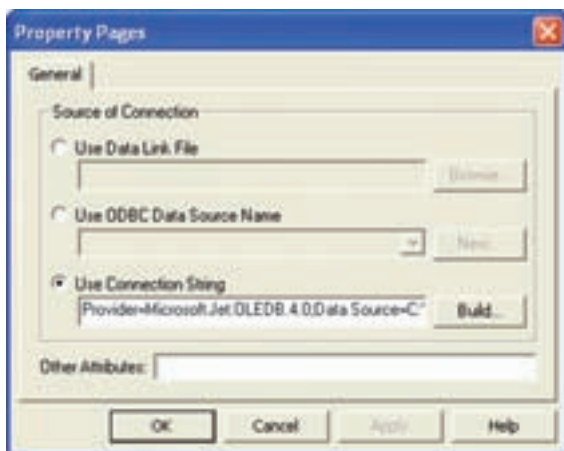 Property Pages
General
Source of Connection
Use Data Link File
Browse...
Use ODBC Data Source Name
New...
Use Connection String
Provider=Microsoft.Jet.OLEDB.4.0;Data Source=C:\
Build...
Other Attributes:
OK Cancel Apply Help